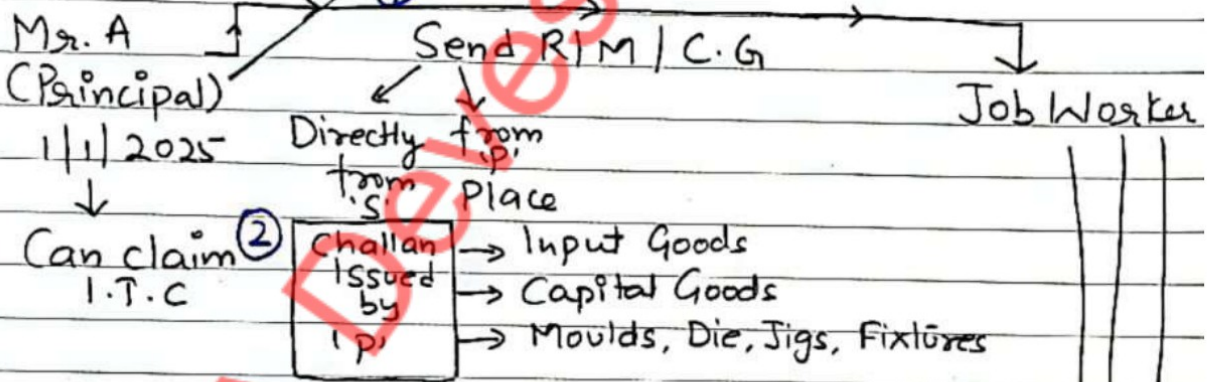 Mr. A
(Principal)
1/1/2025
Can claim
I.T.C
Send R/M / C.G
Directly from 'S'
from 'P' Place
Job Worker
②
Challan
Issued
by
'P'
→ Input Goods
→ Capital Goods
→ Moulds, Die, Jigs, Fixtures
Deves